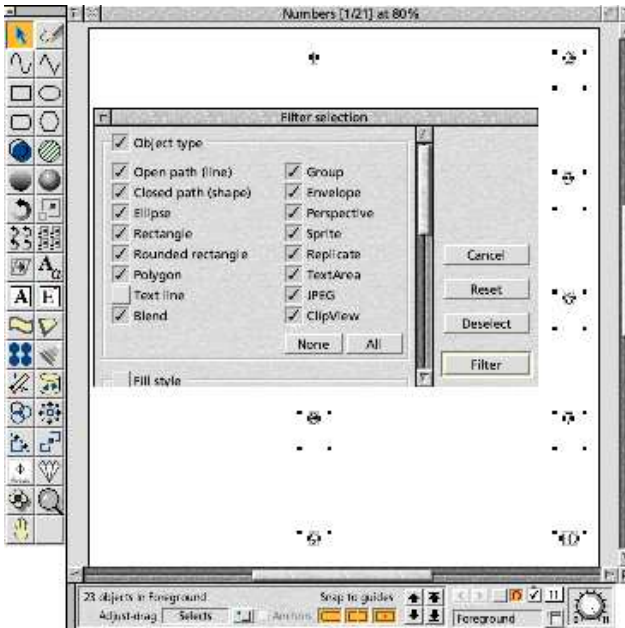 Numbers [1/21] at 80%
Filter selection
Object type
Open path (line)
Group
Closed path (shape)
Envelope
Ellipse
Perspective
Rectangle
Sprite
Rounded rectangle
Replicate
Polygon
TextArea
Text line
JPEG
Blend
ClipView
None
All
Cancel
Reset
Deselect
Filter
Fill style
23 objects in Foreground
Snap to guides
Adjust-drag
Selects
Anchors
Foreground